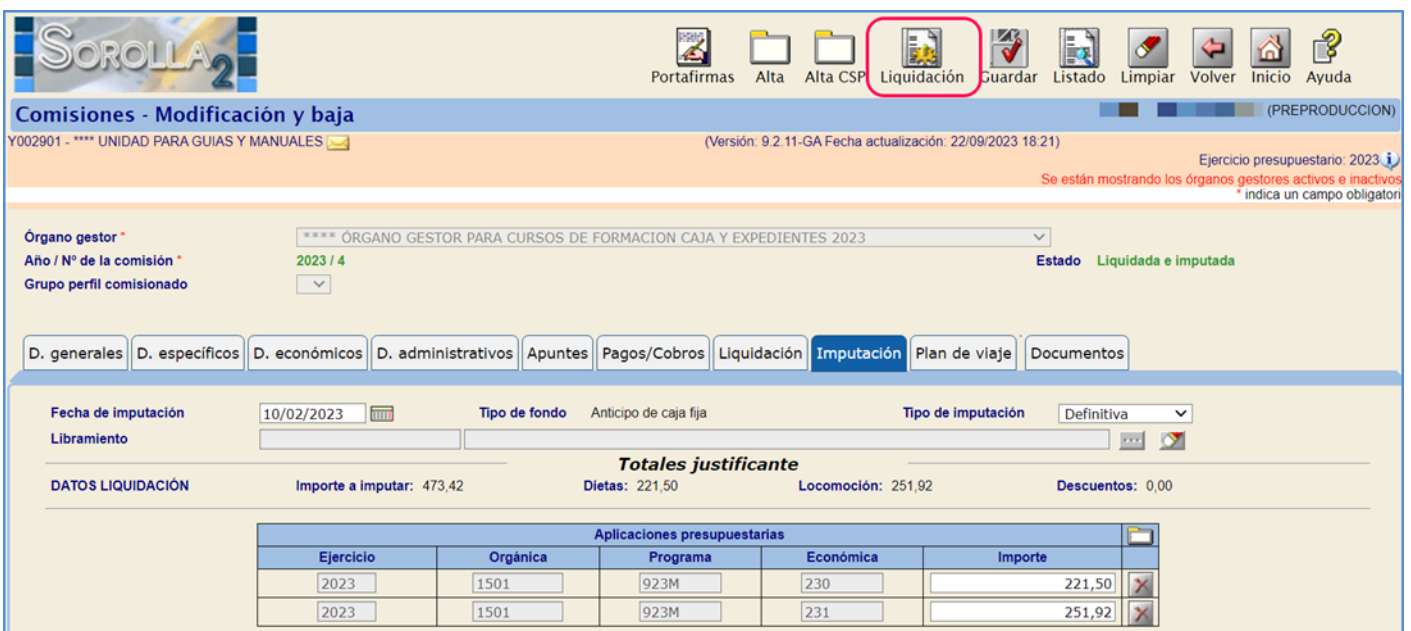 SOROLLA2
Portafirmas Alta Alta CSP Liquidación Guardar Listado Limpiar Volver Inicio Ayuda
Comisiones - Modificación y baja
(PREPRODUCCION)
Y002901 - **** UNIDAD PARA GUIAS Y MANUALES
(Versión: 9.2.11-GA Fecha actualización: 22/09/2023 18:21)
Ejercicio presupuestario: 2023
Se están mostrando los órganos gestores activos e inactivos
* indica un campo obligatori
Órgano gestor * **** ÓRGANO GESTOR PARA CURSOS DE FORMACION CAJA Y EXPEDIENTES 2023
Año / Nº de la comisión * 2023 / 4 Estado Liquidada e imputada
Grupo perfil comisionado
D. generales D. específicos D. económicos D. administrativos Apuntes Pagos/Cobros Liquidación Imputación Plan de viaje Documentos
Fecha de imputación 10/02/2023 Tipo de fondo Anticipo de caja fija Tipo de imputación Definitiva
Libramiento
Totales justificante
DATOS LIQUIDACIÓN Importe a imputar: 473,42 Dietas: 221,50 Locomoción: 251,92 Descuentos: 0,00
Aplicaciones presupuestarias
Ejercicio Orgánica Programa Económica Importe
2023 1501 923M 230 221,50
2023 1501 923M 231 251,92